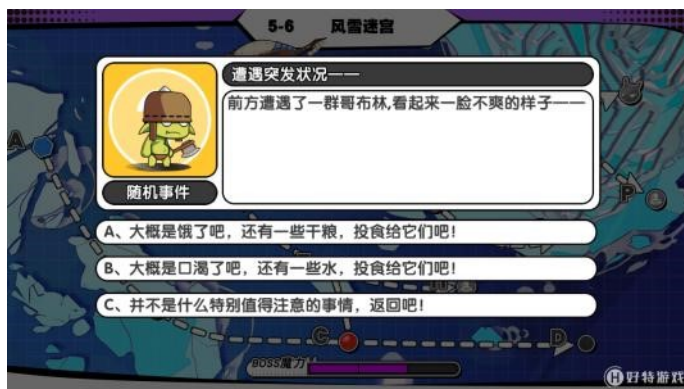 5-6 风雪迷宫
遭遇突发状况——
前方遭遇了一群哥布林,看起来一脸不爽的样子——
随机事件
A、大概是饿了吧，还有一些干粮，投食给它们吧！
B、大概是口渴了吧，还有一些水，投食给它们吧！
C、并不是什么特别值得注意的事情，返回吧！
A
P
C
D
BOSS魔力
好特游戏